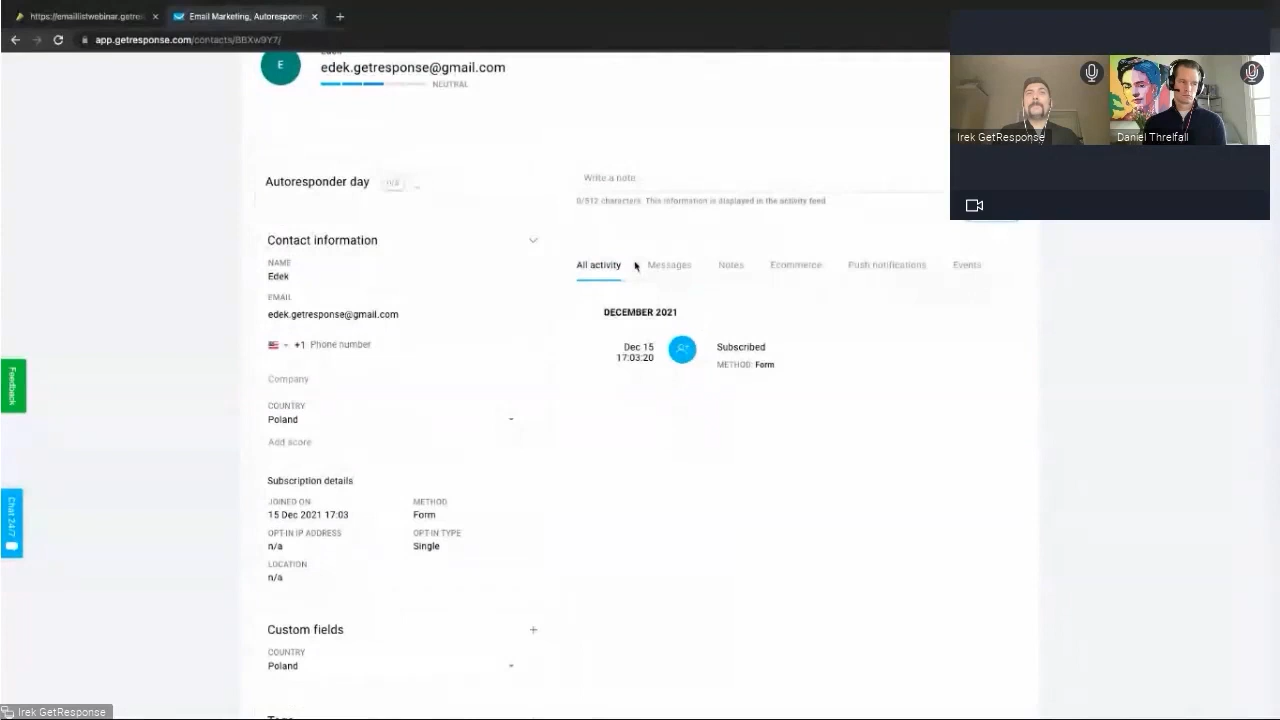 https://emaillistwebinar.getre
Email Marketing, Autorespond
app.getresponse.com/contacts/BBXw9Y7/
E
edek.getresponse@gmail.com
NEUTRAL
Irek GetResponse
Daniel Threlfall
Autoresponder day
n/a
Write a note
0/512 characters. This information is displayed in the activity feed
Contact information
NAME
Edek
EMAIL
edek.getresponse@gmail.com
+1 Phone number
Company
COUNTRY
Poland
Add score
All activity
Messages
Notes
Ecommerce
Push notifications
Events
DECEMBER 2021
Dec 15
17:03:20
Subscribed
METHOD: Form
Subscription details
JOINED ON
METHOD
15 Dec 2021 17:03
Form
OPT-IN IP ADDRESS
OPT-IN TYPE
n/a
Single
LOCATION
n/a
Custom fields
COUNTRY
Poland
Feedback
Chat 24/7
Irek GetResponse